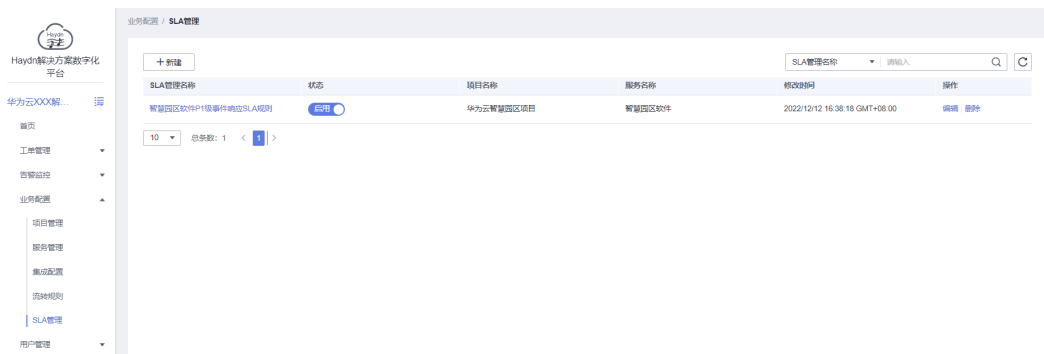 业务配置 / SLA管理
Haydn
Haydn解决方案数字化
平台
华为云XXX解...
首页
工单管理
告警监控
业务配置
项目管理
服务管理
集成配置
流转规则
SLA管理
用户管理
+ 新建
SLA管理名称 请输入
SLA管理名称 状态 项目名称 服务名称 修改时间 操作
智慧园区软件P1级事件响应SLA规则 启用 华为云智慧园区项目 智慧园区软件 2022/12/12 16:38:18 GMT+08:00 编辑 删除
10 总条数: 1 < 1 >